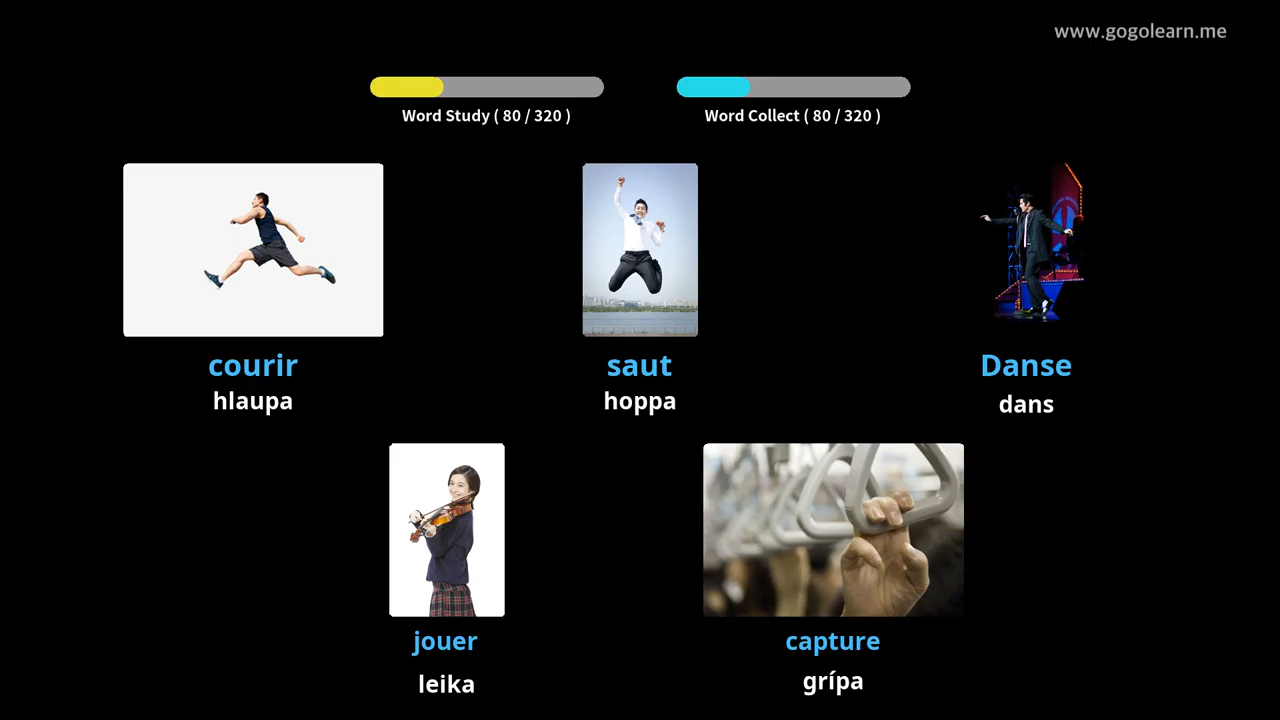 www.gogolearn.me
Word Study ( 80 / 320 )
Word Collect ( 80 / 320 )
courir
hlaupa
saut
hoppa
Danse
dans
jouer
leika
capture
grípa